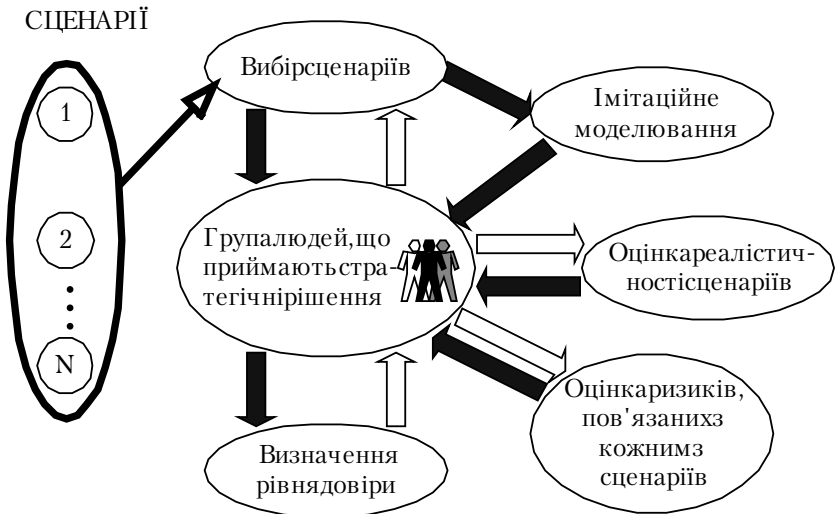 СЦЕНАРІЇ
1
2
N
Вибірсценаріїв
Імітаційне
моделювання
Групалюдей,що
приймаютьстра-
тегічнірішення
Оцінкареалістич-
ностісценаріїв
Оцінкаризиків,
пов'язанихз
кожнимз
сценаріїв
Визначення
рівнядовіри